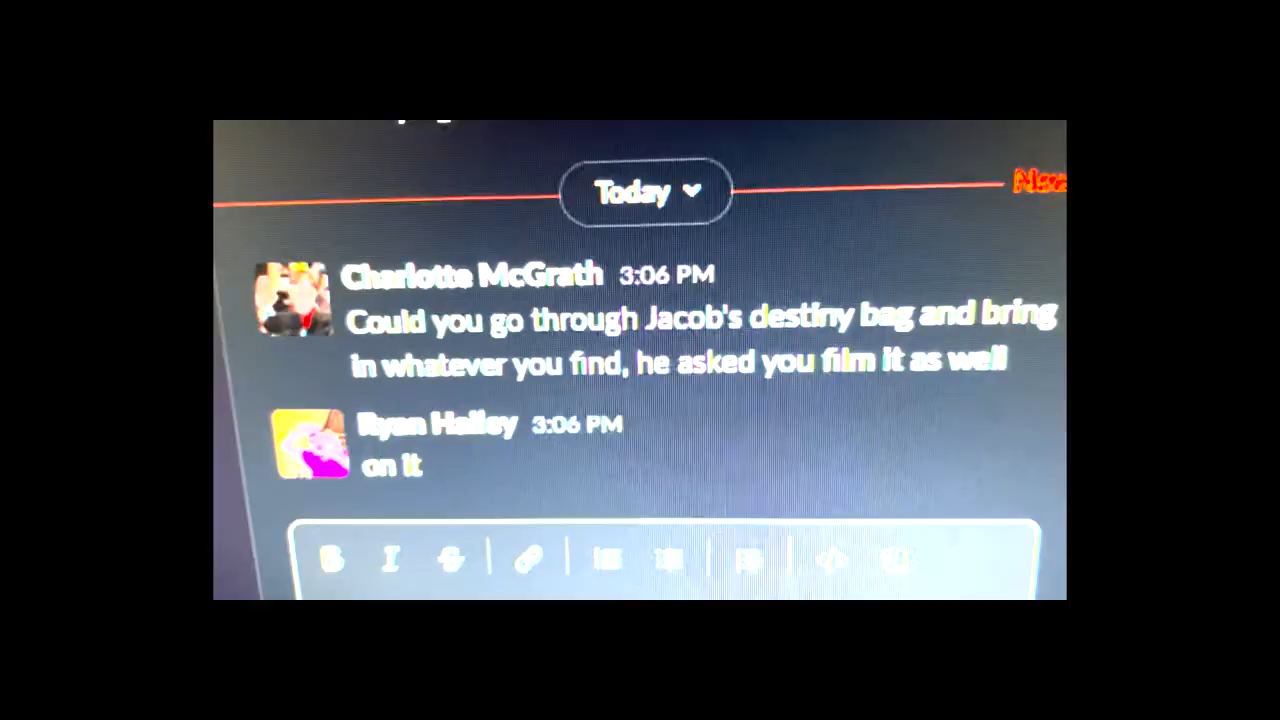 Today
Charlotte McGrath 3:06 PM
Could you go through Jacob's destiny bag and bring
in whatever you find, he asked you film it as well
Ryan Hailey 3:06 PM
on it
B I S